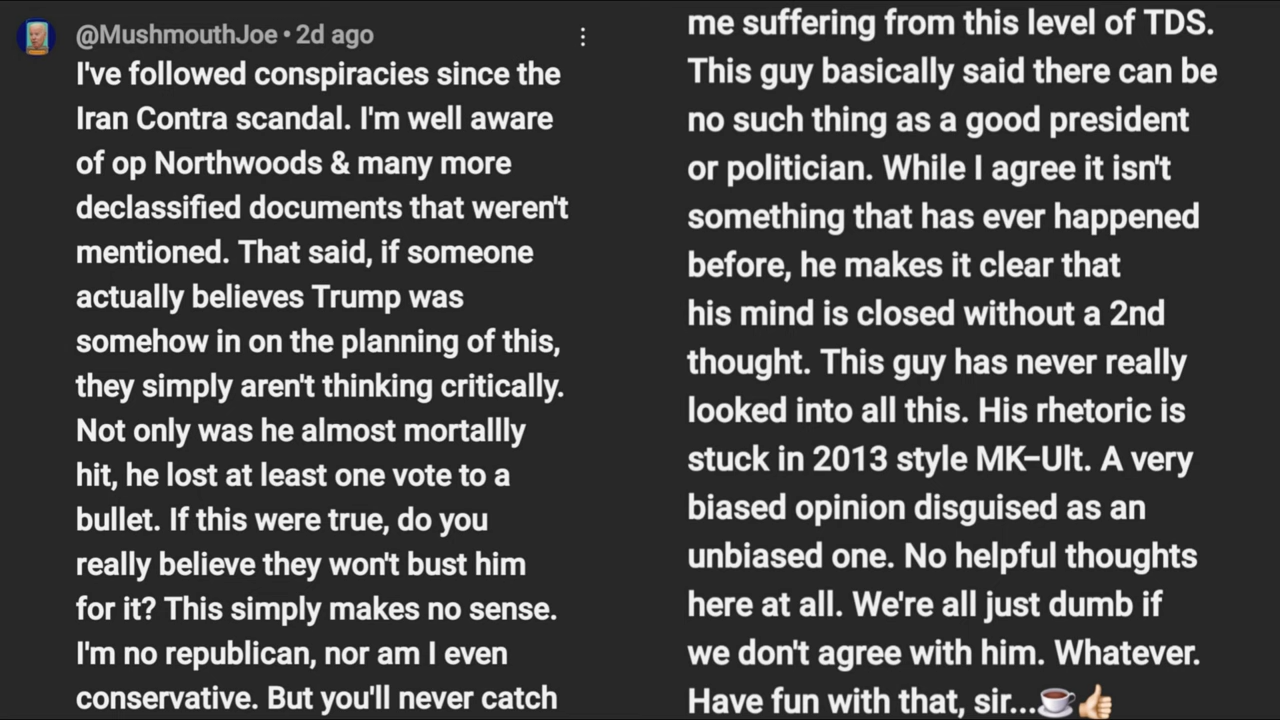 @MushmouthJoe • 2d ago
I've followed conspiracies since the
Iran Contra scandal. I'm well aware
of op Northwoods & many more
declassified documents that weren't
mentioned. That said, if someone
actually believes Trump was
somehow in on the planning of this,
they simply aren't thinking critically.
Not only was he almost mortallly
hit, he lost at least one vote to a
bullet. If this were true, do you
really believe they won't bust him
for it? This simply makes no sense.
I'm no republican, nor am I even
conservative. But you'll never catch
me suffering from this level of TDS.
This guy basically said there can be
no such thing as a good president
or politician. While I agree it isn't
something that has ever happened
before, he makes it clear that
his mind is closed without a 2nd
thought. This guy has never really
looked into all this. His rhetoric is
stuck in 2013 style MK–Ult. A very
biased opinion disguised as an
unbiased one. No helpful thoughts
here at all. We're all just dumb if
we don't agree with him. Whatever.
Have fun with that, sir...☕👍🏻